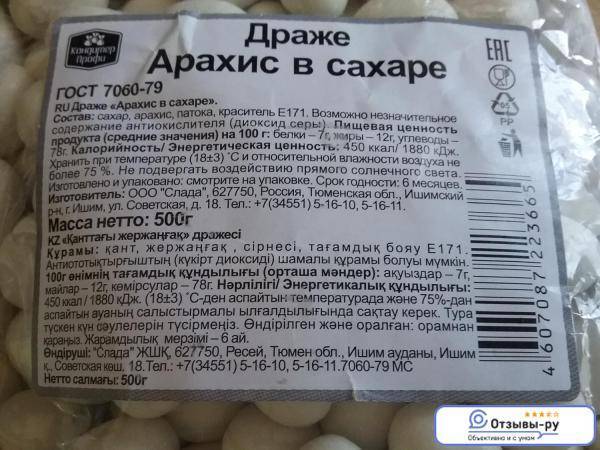 Кондитер
Профи
Драже
Арахис в сахаре
ГОСТ 7060-79
EAC
05
PP
RU Драже «Арахис в сахаре».
Состав: сахар, арахис, патока, краситель Е171. Возможно незначительное
содержание антиокислителя (диоксид серы). Пищевая ценность
продукта (средние значения) на 100 г: белки – 7г, жиры – 12г, углеводы –
78г. Калорийность/ Энергетическая ценность: 450 ккал/ 1880 кДж.
Хранить при температуре (18±3) ˚С и относительной влажности воздуха не
более 75 %. Не подвергать воздействию прямого солнечного света.
Изготовлено и упаковано: смотрите на упаковке. Срок годности: 6 месяцев.
Изготовитель: ООО "Слада", 627750, Россия, Тюменская обл., Ишимский
р-н, г. Ишим, ул. Советская, д. 18. Тел.: +7(34551) 5-16-10, 5-16-11.
Масса нетто: 500г
KZ «Қанттағы жержаңғақ» дражесі
Құрамы: қант, жержаңғақ , сірнесі, тағамдық бояу Е171.
Антиотоқтырғыштың (күкірт диоксиді) шамалы құрамы болуы мүмкін.
100г өнімнің тағамдық құндылығы (орташа мәндер): ақуыздар – 7г,
майлар – 12г, көмірсулар – 78г. Нәрлілігі/ Энергетикалық құндылығы:
450 ккал / 1880 кДж. (18±3) ˚С-ден аспайтын температурада және 75%-дан
аспайтын ауаның салыстырмалы ылғалдылығында сақтау керек. Тура
түскен күн сәулелерін түсірмеңіз. Өндірілген және оралған: орамнан
қараңыз. Жарамдылық мерзімі – 6 ай.
Өндіруші: "Слада" ЖШҚ, 627750, Ресей, Тюмен обл., Ишим ауданы, Ишим
қ., Советская көш. 18.Тел.: +7(34551) 5-16-10, 5-16-11.7060-79 МС
Нетто салмағы: 500г
4 607087 223665
Отзывы-ру
Объективно и с умом